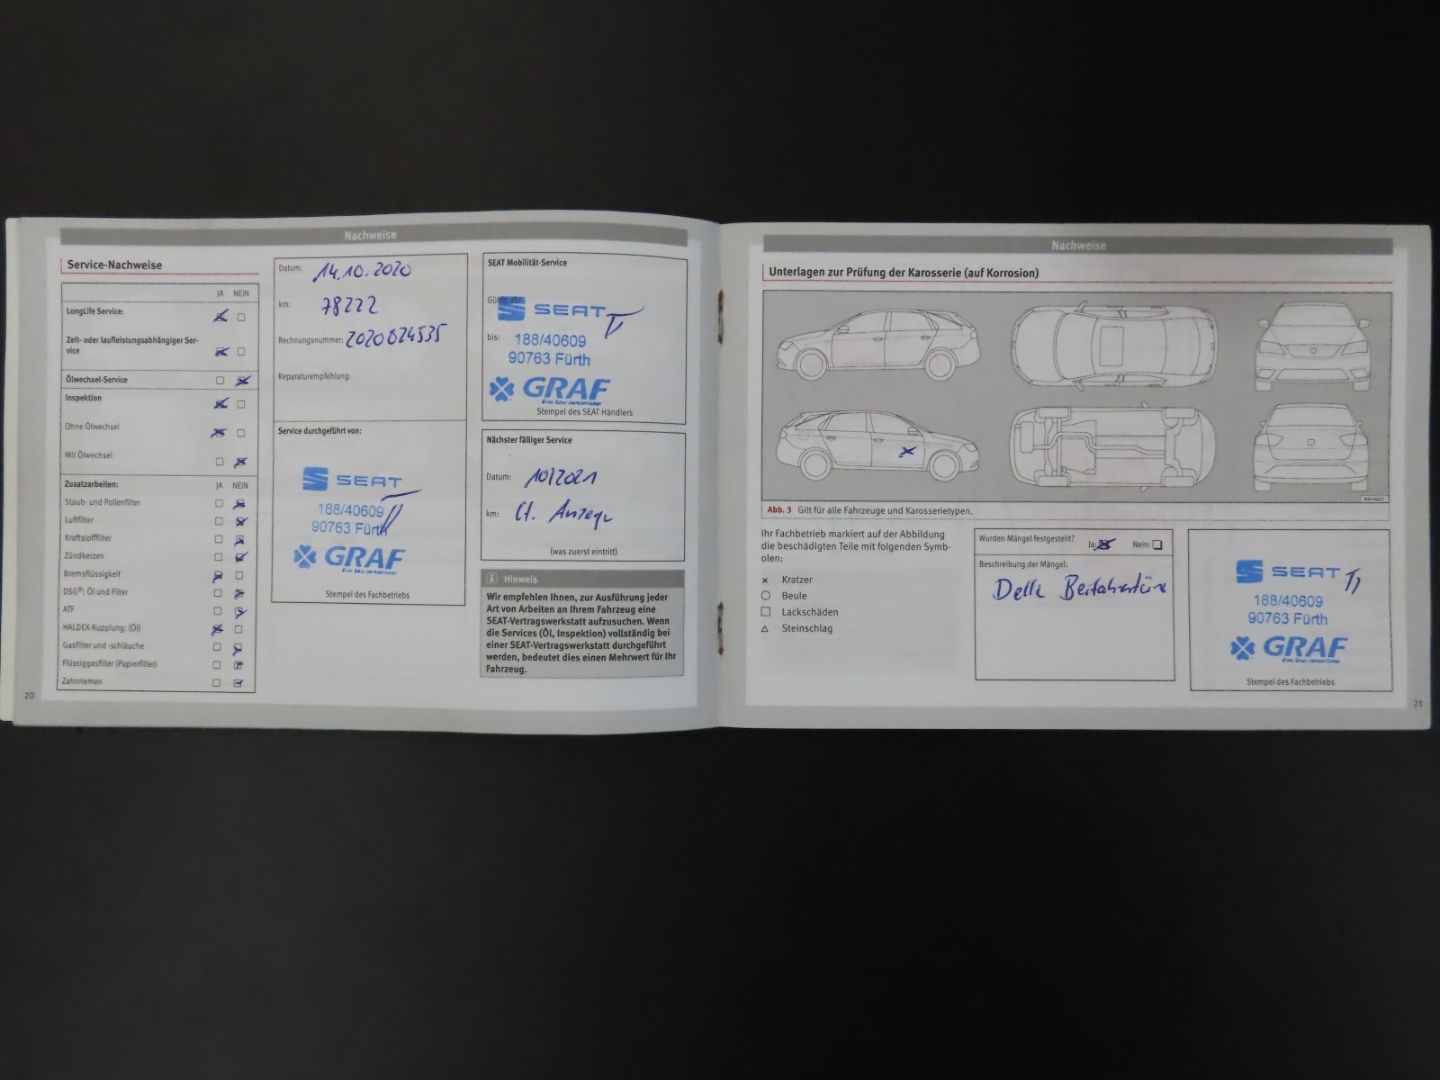 Nachweise
Service-Nachweise
JA NEIN
LongLife Service:
Zeit- oder laufleistungsabhängiger Ser-
vice
Ölwechsel-Service
Inspektion
Ohne Ölwechsel
Mit Ölwechsel
Zusatzarbeiten: JA NEIN
Staub- und Pollenfilter
Luftfilter
Kraftstofffilter
Zündkerzen
Bremsflüssigkeit
DSG®: Öl und Filter
ATF
HALDEX-Kupplung: (Öl)
Gasfilter und -schläuche
Flüssiggasfilter (Papierfilter)
Zahnriemen
20
Datum: 14.10.2020
km: 78222
Rechnungsnummer: 2020824535
Reparaturempfehlung:
Service durchgeführt von:
SEAT
188/40609
90763 Fürth
GRAF
Stempel des Fachbetriebs
SEAT Mobilität-Service
Gültig ab:
SEAT
bis: 188/40609
90763 Fürth
GRAF
Stempel des SEAT Händlers
Nächster fälliger Service
Datum: 10/2021
km: lt. Anzeige
(was zuerst eintritt)
i Hinweis
Wir empfehlen Ihnen, zur Ausführung jeder
Art von Arbeiten an Ihrem Fahrzeug eine
SEAT-Vertragswerkstatt aufzusuchen. Wenn
die Services (Öl, Inspektion) vollständig bei
einer SEAT-Vertragswerkstatt durchgeführt
werden, bedeutet dies einen Mehrwert für Ihr
Fahrzeug.
Nachweise
Unterlagen zur Prüfung der Karosserie (auf Korrosion)
Abb. 3 Gilt für alle Fahrzeuge und Karosserietypen.
Ihr Fachbetrieb markiert auf der Abbildung
die beschädigten Teile mit folgenden Symb-
olen:
x Kratzer
○ Beule
□ Lackschäden
△ Steinschlag
Wurden Mängel festgestellt? Ja: Nein:
Beschreibung der Mängel:
Delle Beifahrertüre
SEAT
188/40609
90763 Fürth
GRAF
Stempel des Fachbetriebs
21